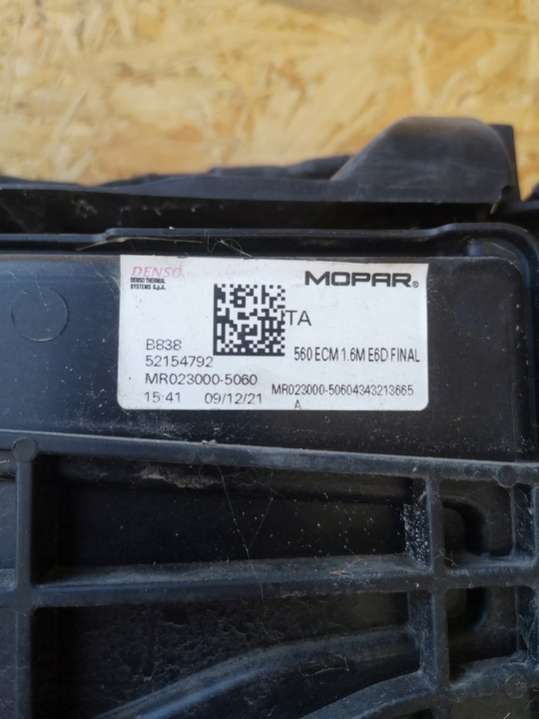 DENSO
DENSO THERMAL
SYSTEMS S.p.A.
MOPAR®
TA
B838
52154792
560 ECM 1.6M E6D FINAL
MR023000-5060
MR023000-50604343213665
15:41 09/12/21
A